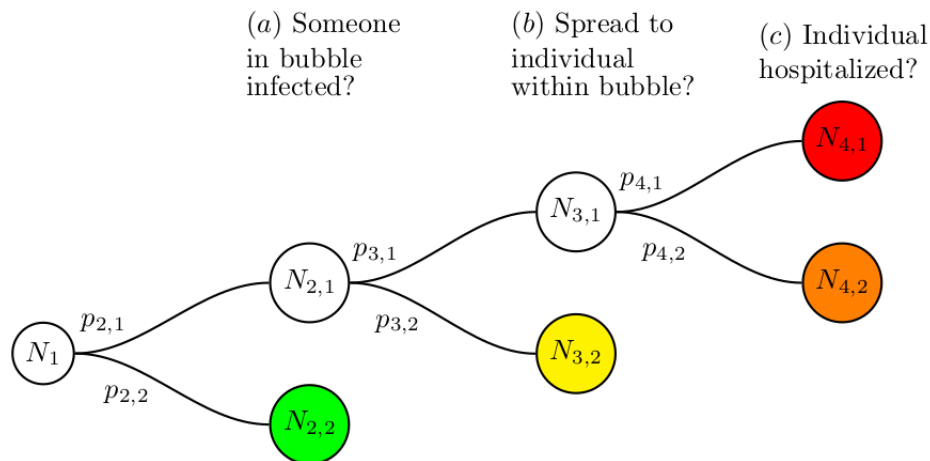 (a) Someone
in bubble
infected?
(b) Spread to
individual
within bubble?
(c) Individual
hospitalized?
N4,1
p4,1
N3,1
p4,2
p3,1
N2,1
N4,2
p3,2
p2,1
N1
N3,2
p2,2
N2,2